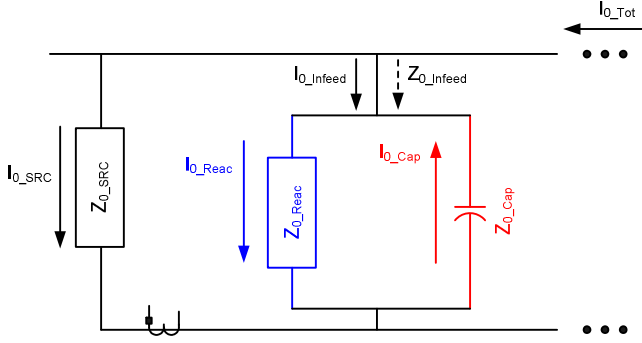 I0_Tot
I0_Infeed
Z0_Infeed
I0_SRC
Z0_SRC
I0_Reac
Z0_Reac
I0_Cap
Z0_Cap